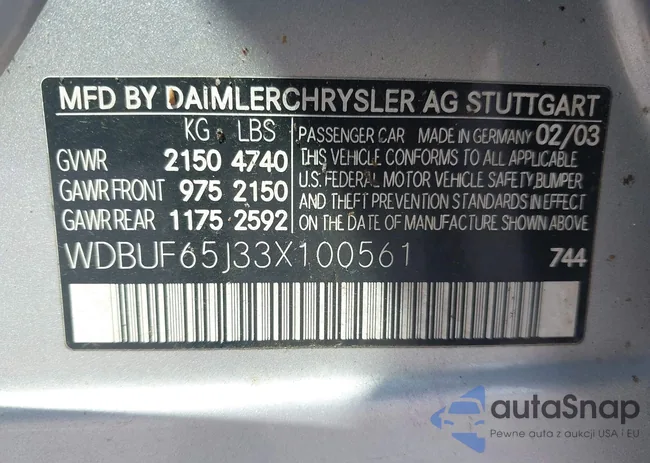 MFD BY DAIMLERCHRYSLER AG STUTTGART
KG LBS
GVWR 2150 4740
GAWR FRONT 975 2150
GAWR REAR 1175 2592
PASSENGER CAR MADE IN GERMANY 02/03
THIS VEHICLE CONFORMS TO ALL APPLICABLE
U.S. FEDERAL MOTOR VEHICLE SAFETY, BUMPER
AND THEFT PREVENTION STANDARDS IN EFFECT
ON THE DATE OF MANUFACTURE SHOWN ABOVE
WDBUF65J33X100561 744
autaSnap
Pewne auta z aukcji USA i EU